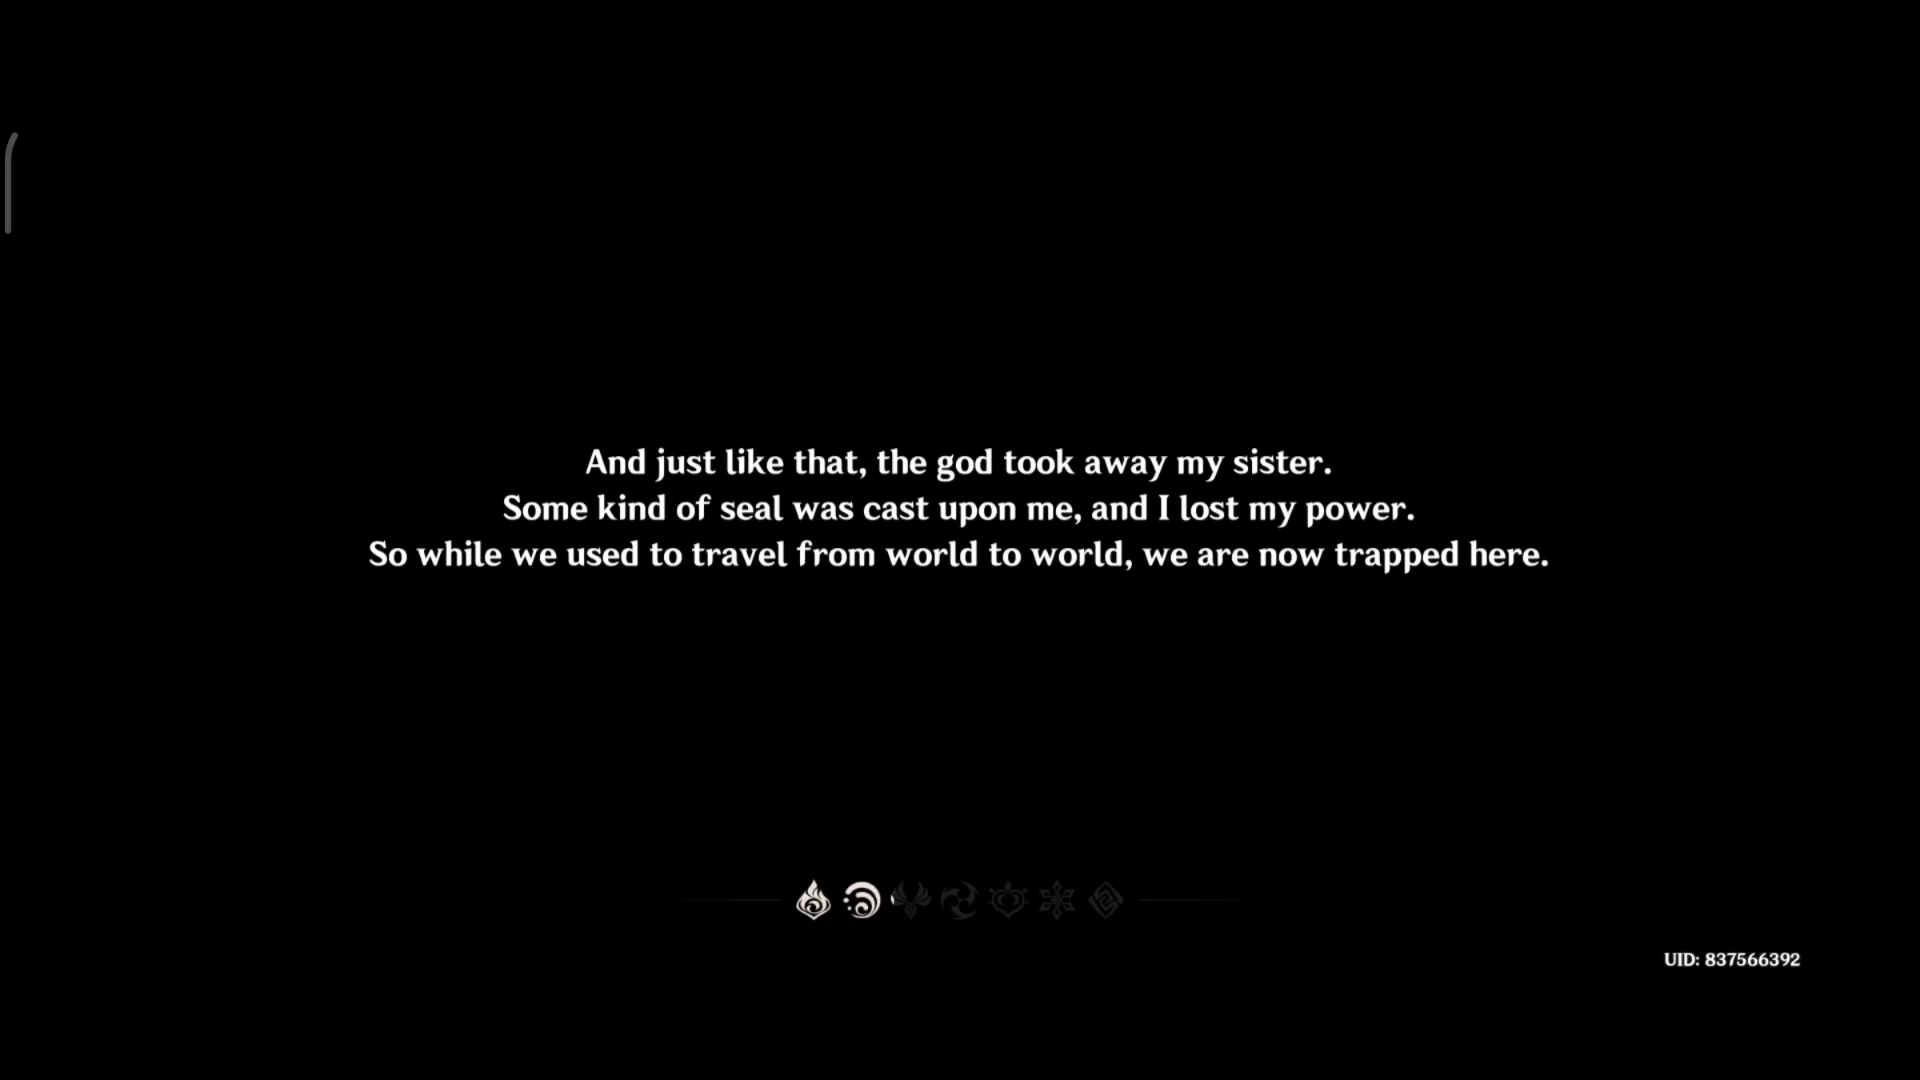 And just like that, the god took away my sister.
Some kind of seal was cast upon me, and I lost my power.
So while we used to travel from world to world, we are now trapped here.
UID: 837566392